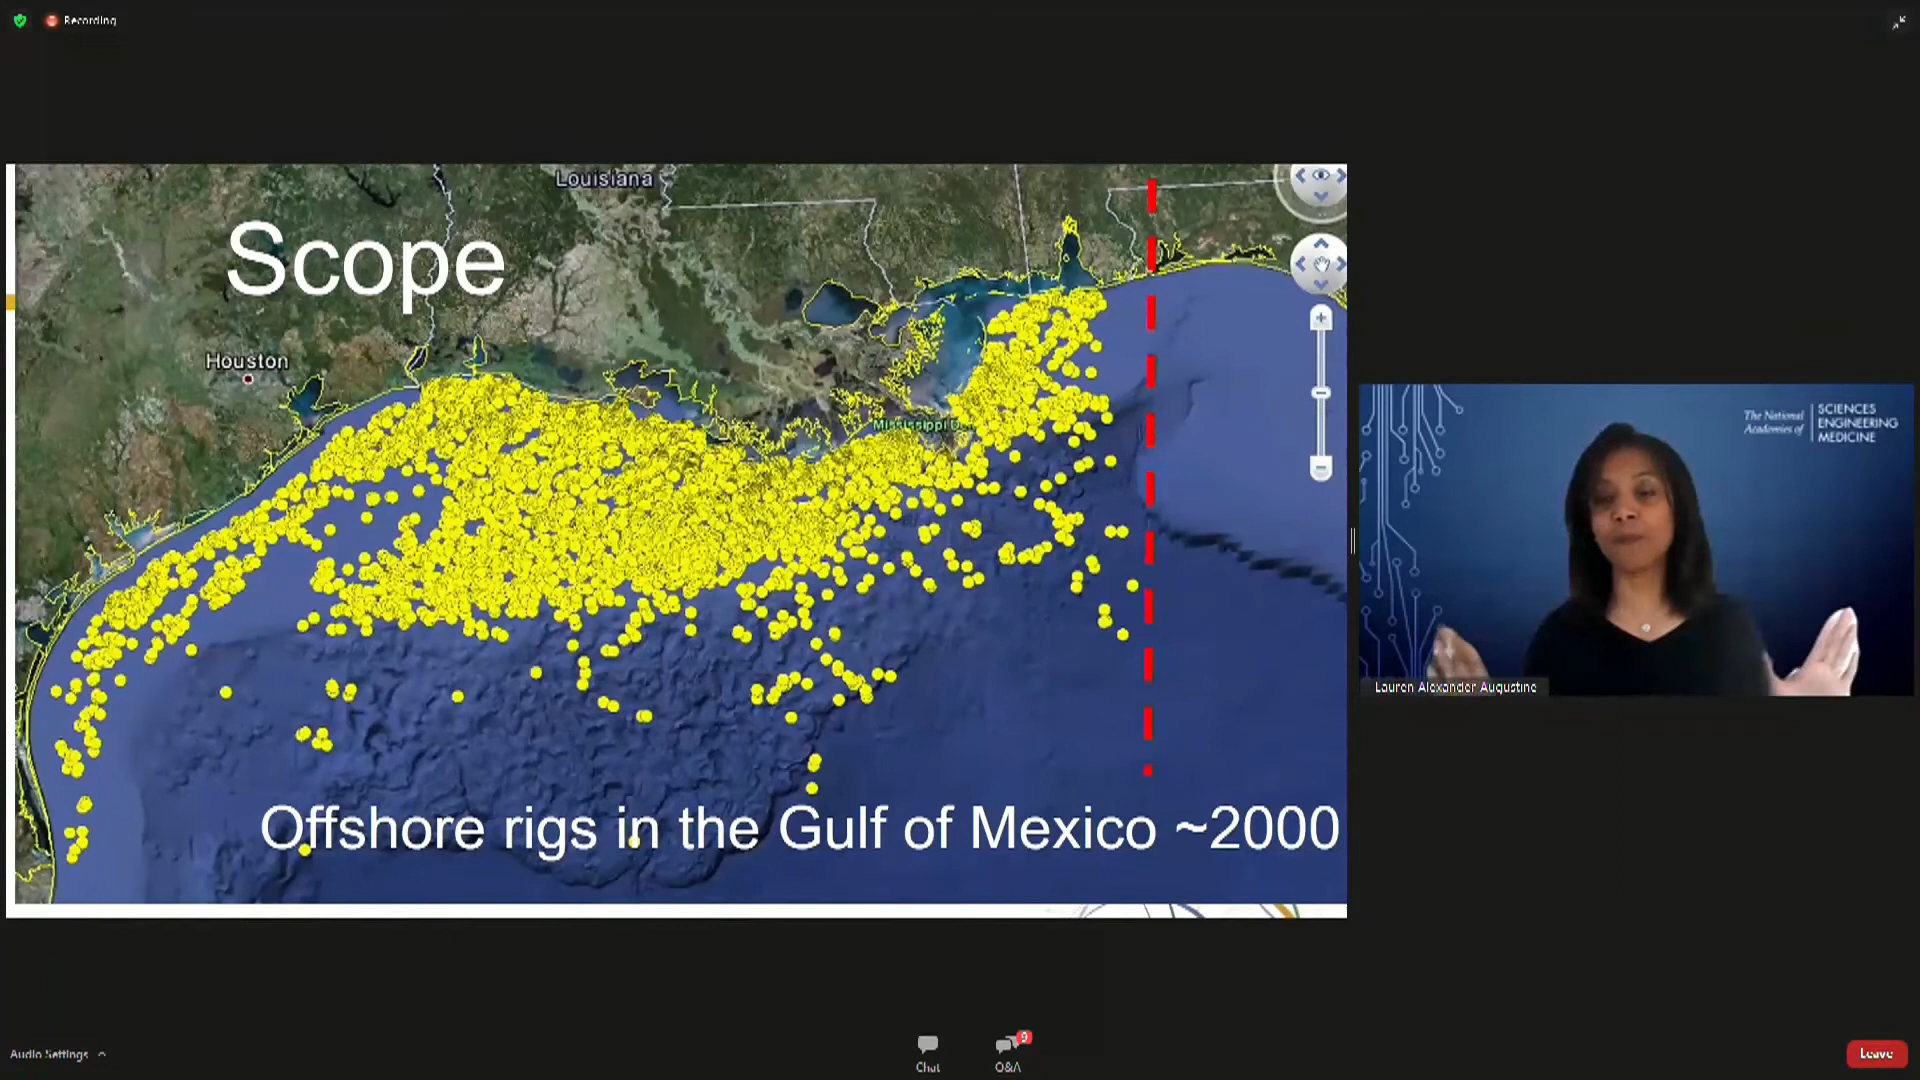 Recording
Louisiana
Scope
Houston
Mississippi D...
Offshore rigs in the Gulf of Mexico ~2000
The National
Academies of
SCIENCES
ENGINEERING
MEDICINE
Lauren Alexander Augustine
Audio Settings
Chat
9
Q&A
Leave